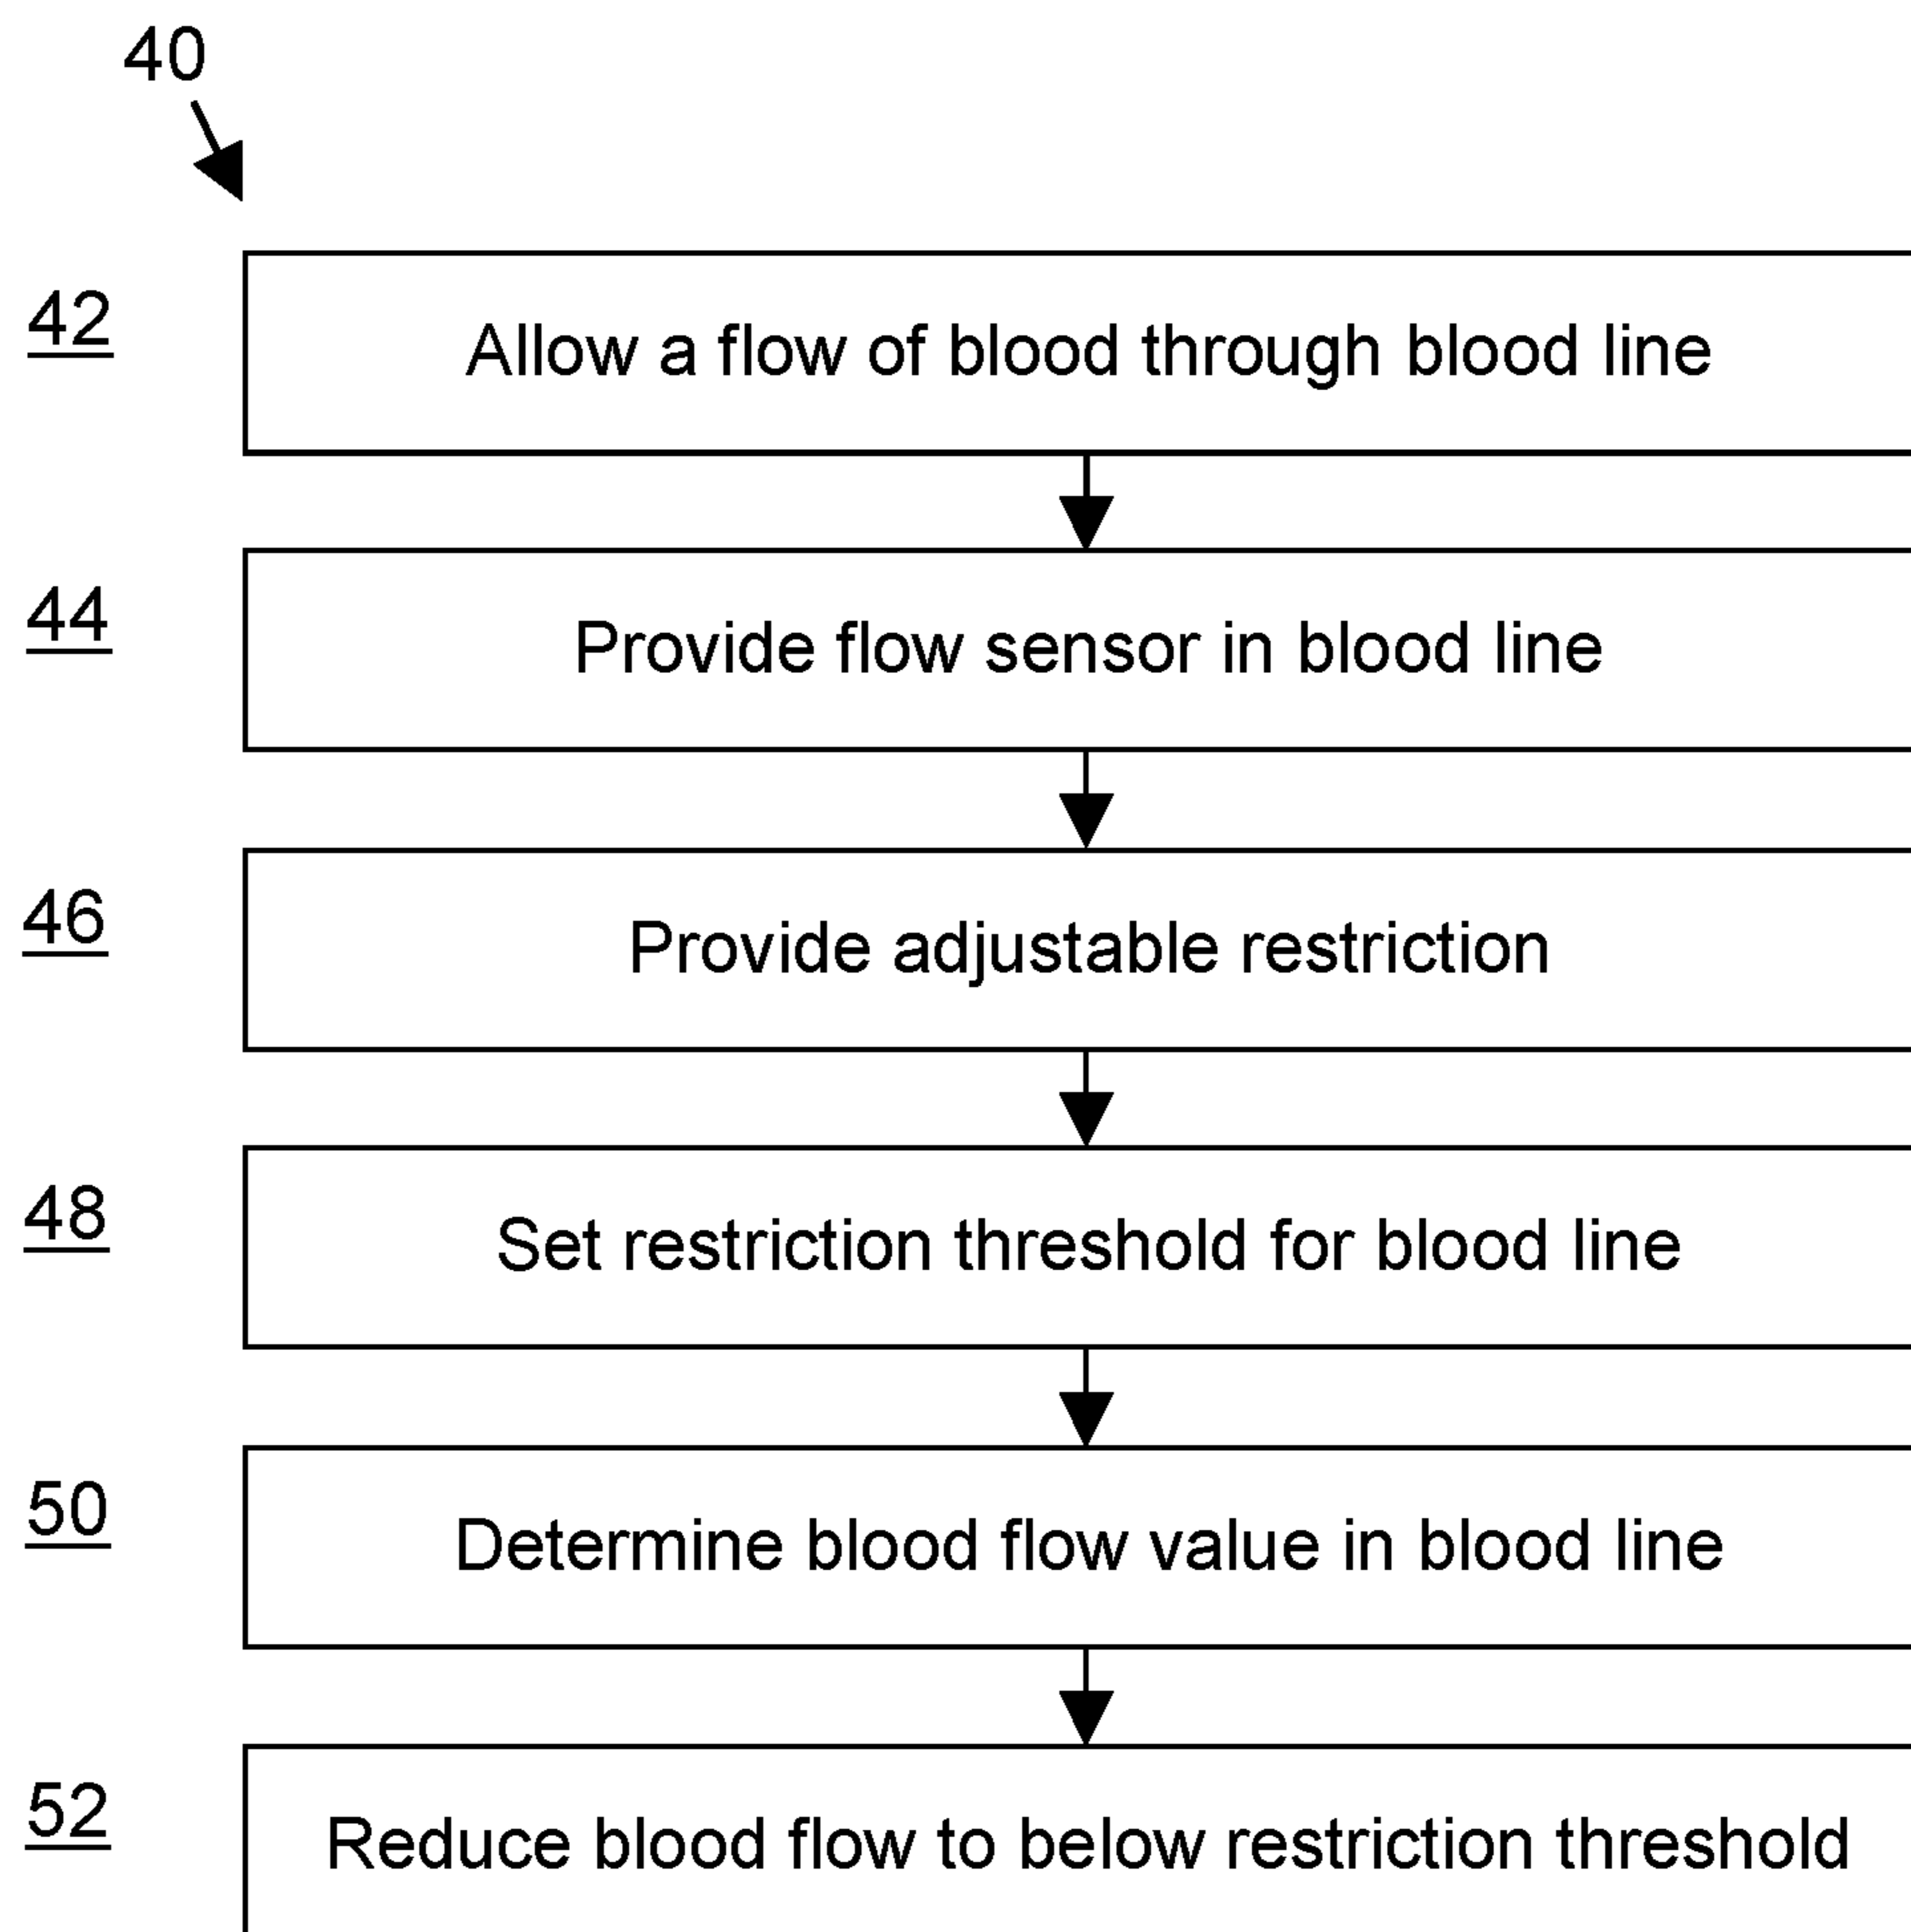 40
42
Allow a flow of blood through blood line
44
Provide flow sensor in blood line
46
Provide adjustable restriction
48
Set restriction threshold for blood line
50
Determine blood flow value in blood line
52
Reduce blood flow to below restriction threshold